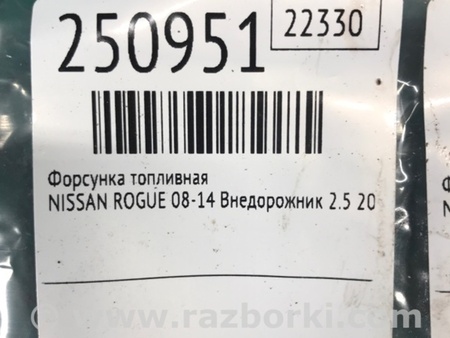 22330
250951
Форсунка топливная
NISSAN ROGUE 08-14 Внедорожник 2.5 20
www.razborki.com